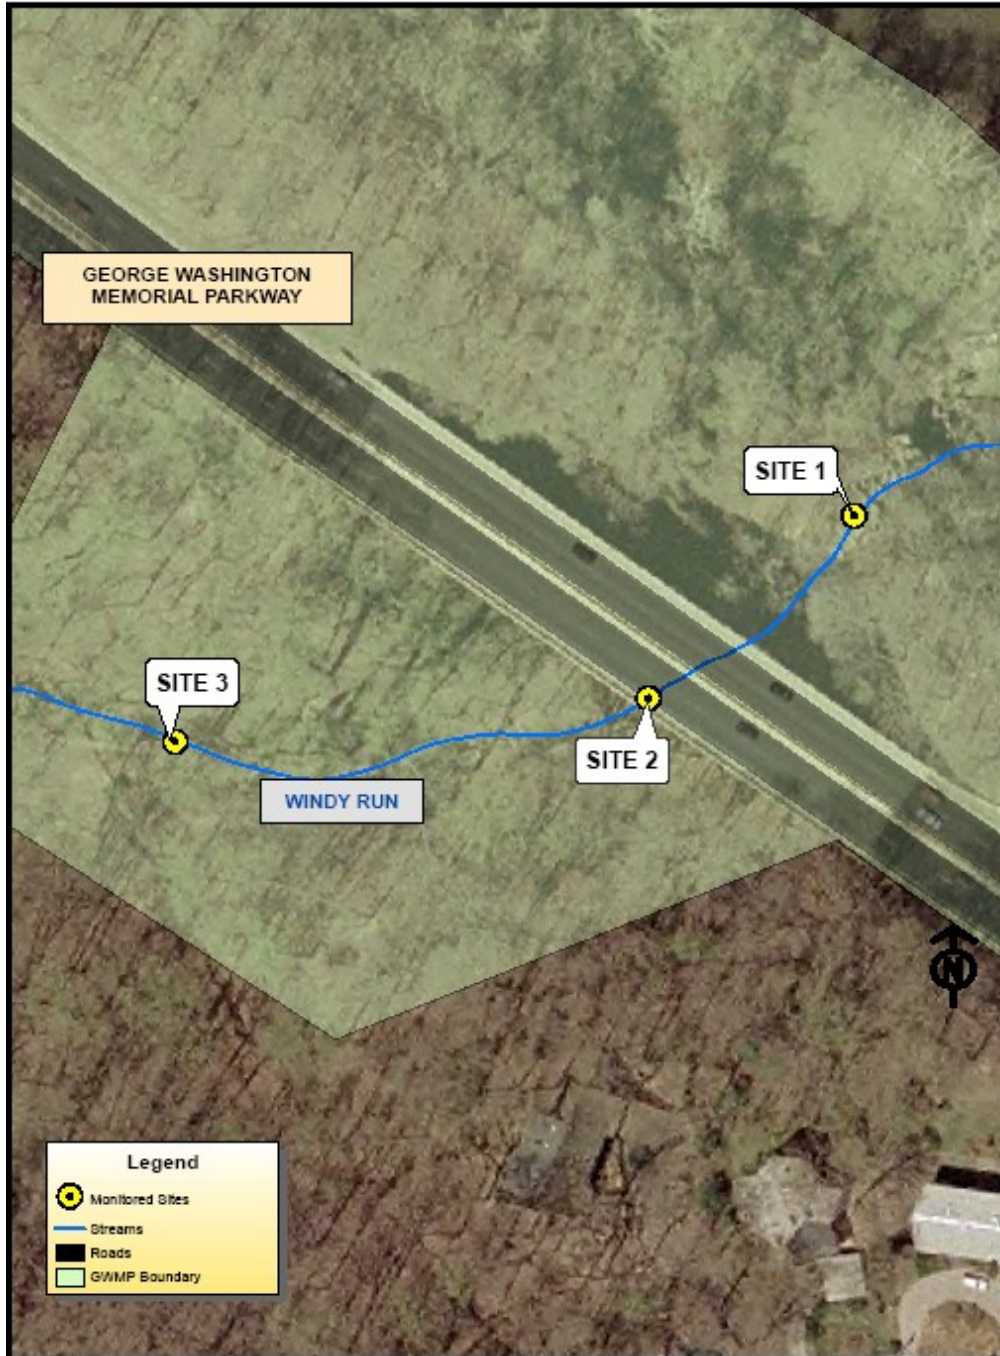 GEORGE WASHINGTON
MEMORIAL PARKWAY
SITE 1
SITE 3
SITE 2
WINDY RUN
N
Legend
Monitored Sites
Streams
Roads
GWMP Boundary